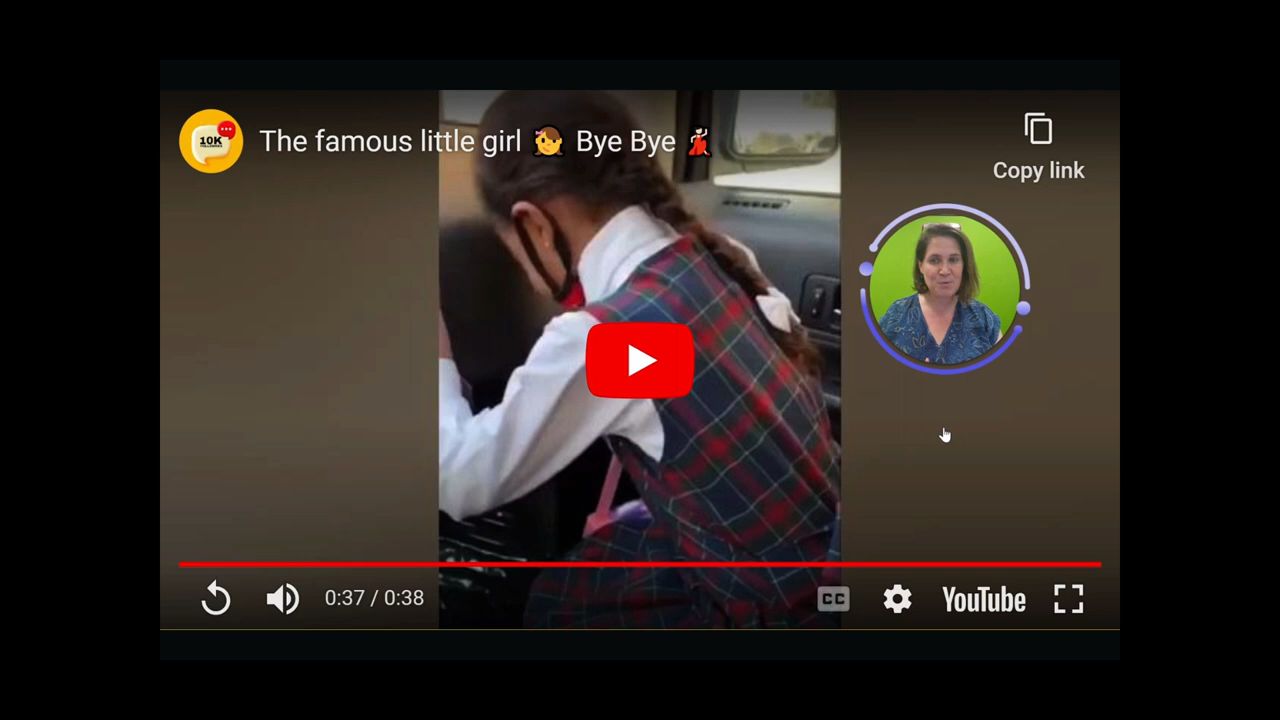 10K
The famous little girl 👧 Bye Bye 💃
Copy link
0:37 / 0:38
CC
YouTube